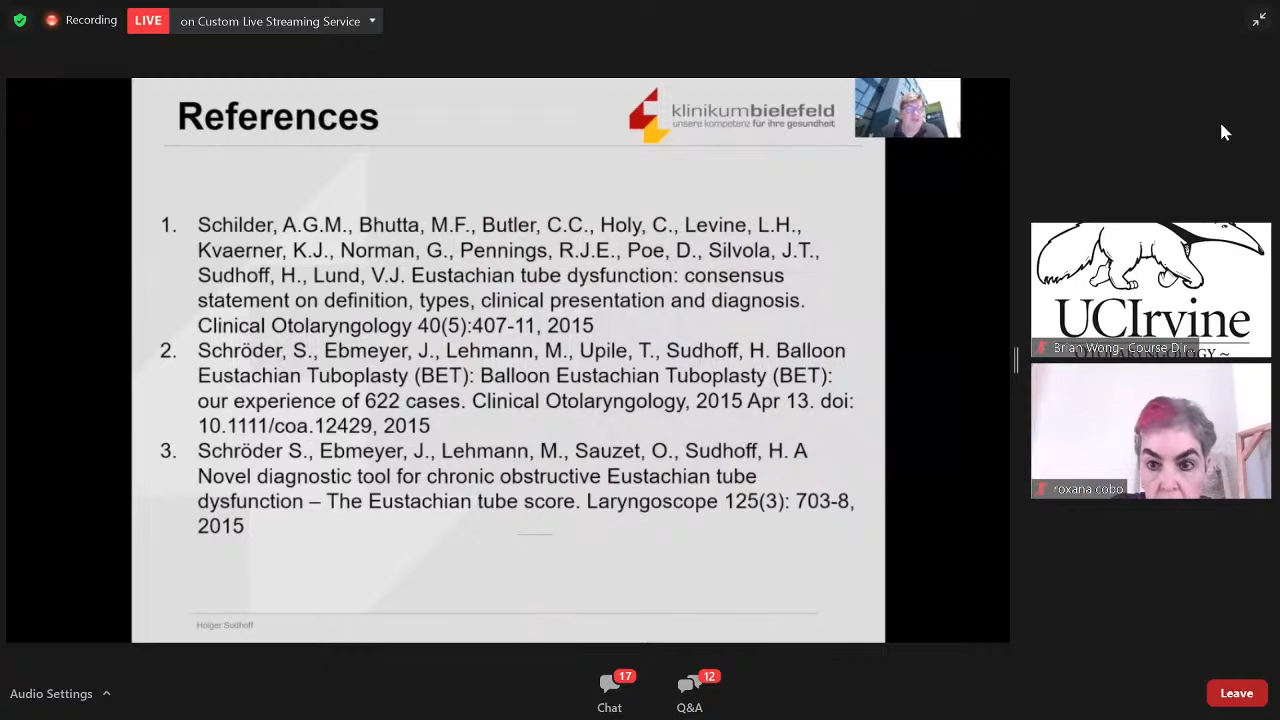 Recording
LIVE
on Custom Live Streaming Service
References
klinikumbielefeld
unsere kompetenz für ihre gesundheit
1. Schilder, A.G.M., Bhutta, M.F., Butler, C.C., Holy, C., Levine, L.H.,
Kvaerner, K.J., Norman, G., Pennings, R.J.E., Poe, D., Silvola, J.T.,
Sudhoff, H., Lund, V.J. Eustachian tube dysfunction: consensus
statement on definition, types, clinical presentation and diagnosis.
Clinical Otolaryngology 40(5):407-11, 2015
2. Schröder, S., Ebmeyer, J., Lehmann, M., Upile, T., Sudhoff, H. Balloon
Eustachian Tuboplasty (BET): Balloon Eustachian Tuboplasty (BET):
our experience of 622 cases. Clinical Otolaryngology, 2015 Apr 13. doi:
10.1111/coa.12429, 2015
3. Schröder S., Ebmeyer, J., Lehmann, M., Sauzet, O., Sudhoff, H. A
Novel diagnostic tool for chronic obstructive Eustachian tube
dysfunction – The Eustachian tube score. Laryngoscope 125(3): 703-8,
2015
Holger Sudhoff
UCIrvine
Brian Wong- Course Dir...
roxana cobo
Audio Settings
17
Chat
12
Q&A
Leave